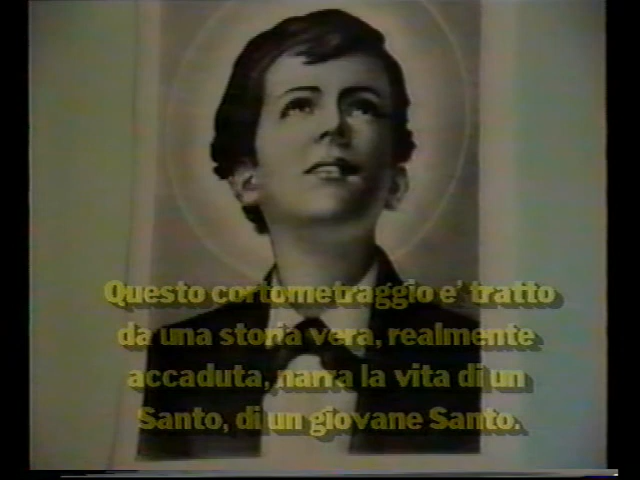 Questo cortometraggio e' tratto
da una storia vera, realmente
accaduta, narra la vita di un
Santo, di un giovane Santo.